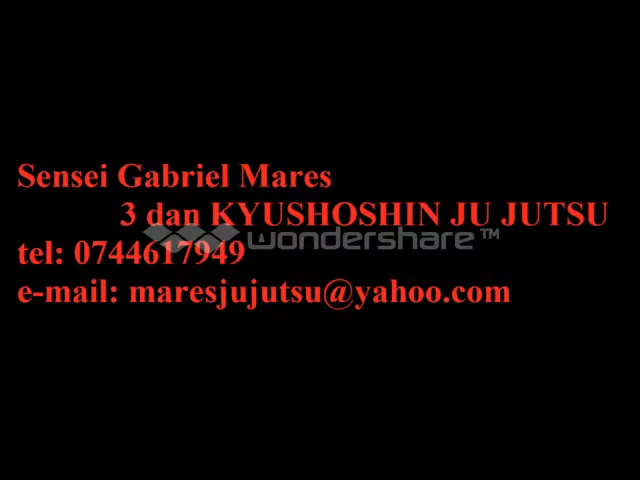 Sensei Gabriel Mares
3 dan KYUSHOSHIN JU JUTSU
tel: 0744617949
wondershare™
e-mail: maresjujutsu@yahoo.com